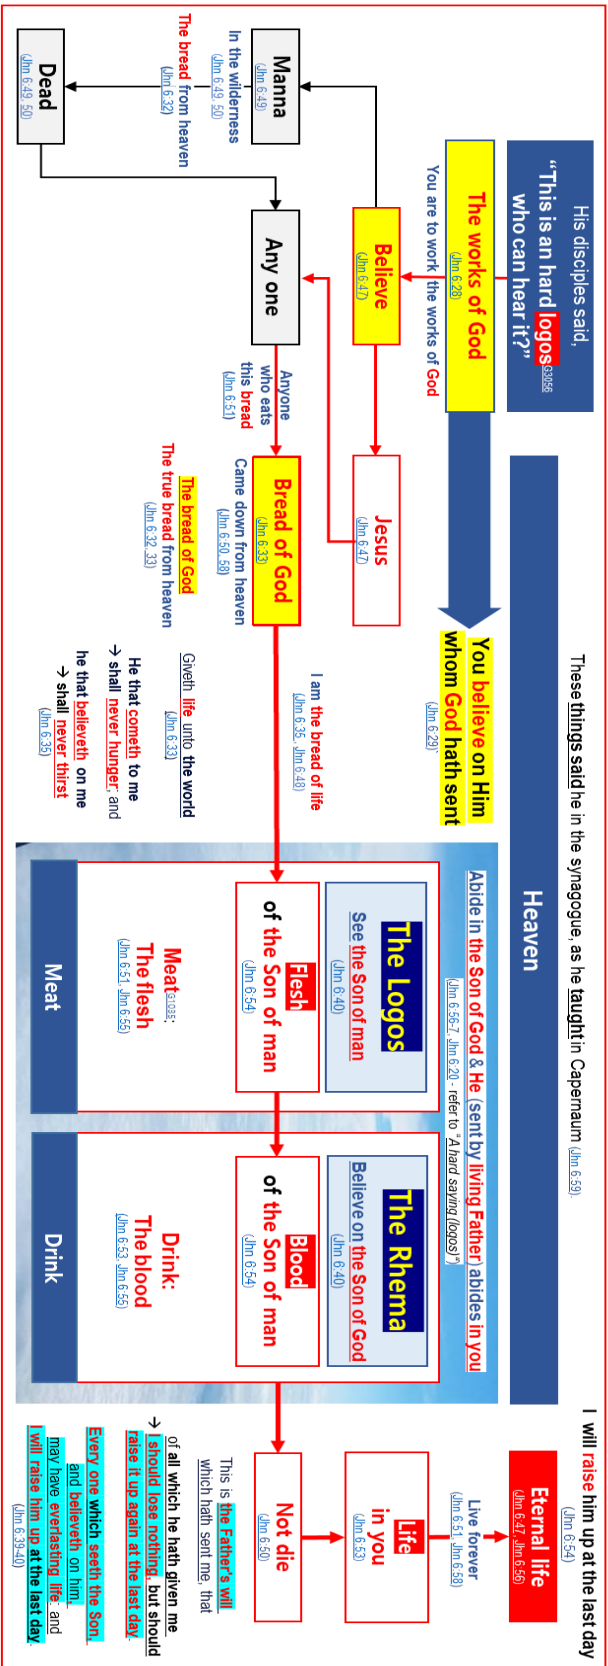 These things said he in the synagogue, as he taught in Capernaum (Jhn 6:59).
I will raise him up at the last day
(Jhn 6:54)
His disciples said,
“This is an hard logosG3056
who can hear it?”
Heaven
Eternal life
(Jhn 6:47, Jhn 6:56)
The works of God
(Jhn 6:28)
You are to work the works of God
You believe on Him
whom God hath sent
(Jhn 6:29)`
Abide in the Son of God & He (sent by living Father) abides in you
(Jhn 6:56-7, Jhn 6:20 - refer to “A hard saying (logos)”)
Live forever
(Jhn 6:51, Jhn 6:58)
Believe
(Jhn 6:47)
Jesus
(Jhn 6:47)
The Logos
See the Son of man
(Jhn 6:40)
The Rhema
Believe on the Son of God
(Jhn 6:40)
Life
in you
(Jhn 6:53)
Manna
(Jhn 6:49)
In the wilderness
(Jhn 6:49, 50)
The bread from heaven
(Jhn 6:32)
Dead
(Jhn 6:49, 50)
Any one
Anyone
who eats
this bread
(Jhn 6:51)
Bread of God
(Jhn 6:33)
Came down from heaven
(Jhn 6:50, 58)
The bread of God
The true bread from heaven
(Jhn 6:32, 33)
I am the bread of life
(Jhn 6:35, Jhn 6:48)
Giveth life unto the world
(Jhn 6:33)
He that cometh to me
→ shall never hunger; and
he that believeth on me
→ shall never thirst
(Jhn 6:35)
Flesh
of the Son of man
(Jhn 6:54)
Meat G1035:
The flesh
(Jhn 6:51, Jhn 6:55)
Meat
Blood
of the Son of man
(Jhn 6:54)
Drink:
The blood
(Jhn 6:53, Jhn 6:55)
Drink
Not die
(Jhn 6:50)
This is the Father's will
which hath sent me, that
of all which he hath given me
→ I should lose nothing, but should
raise it up again at the last day.
Every one which seeth the Son,
and believeth on him,
may have everlasting life: and
I will raise him up at the last day.
(Jhn 6:39-40)